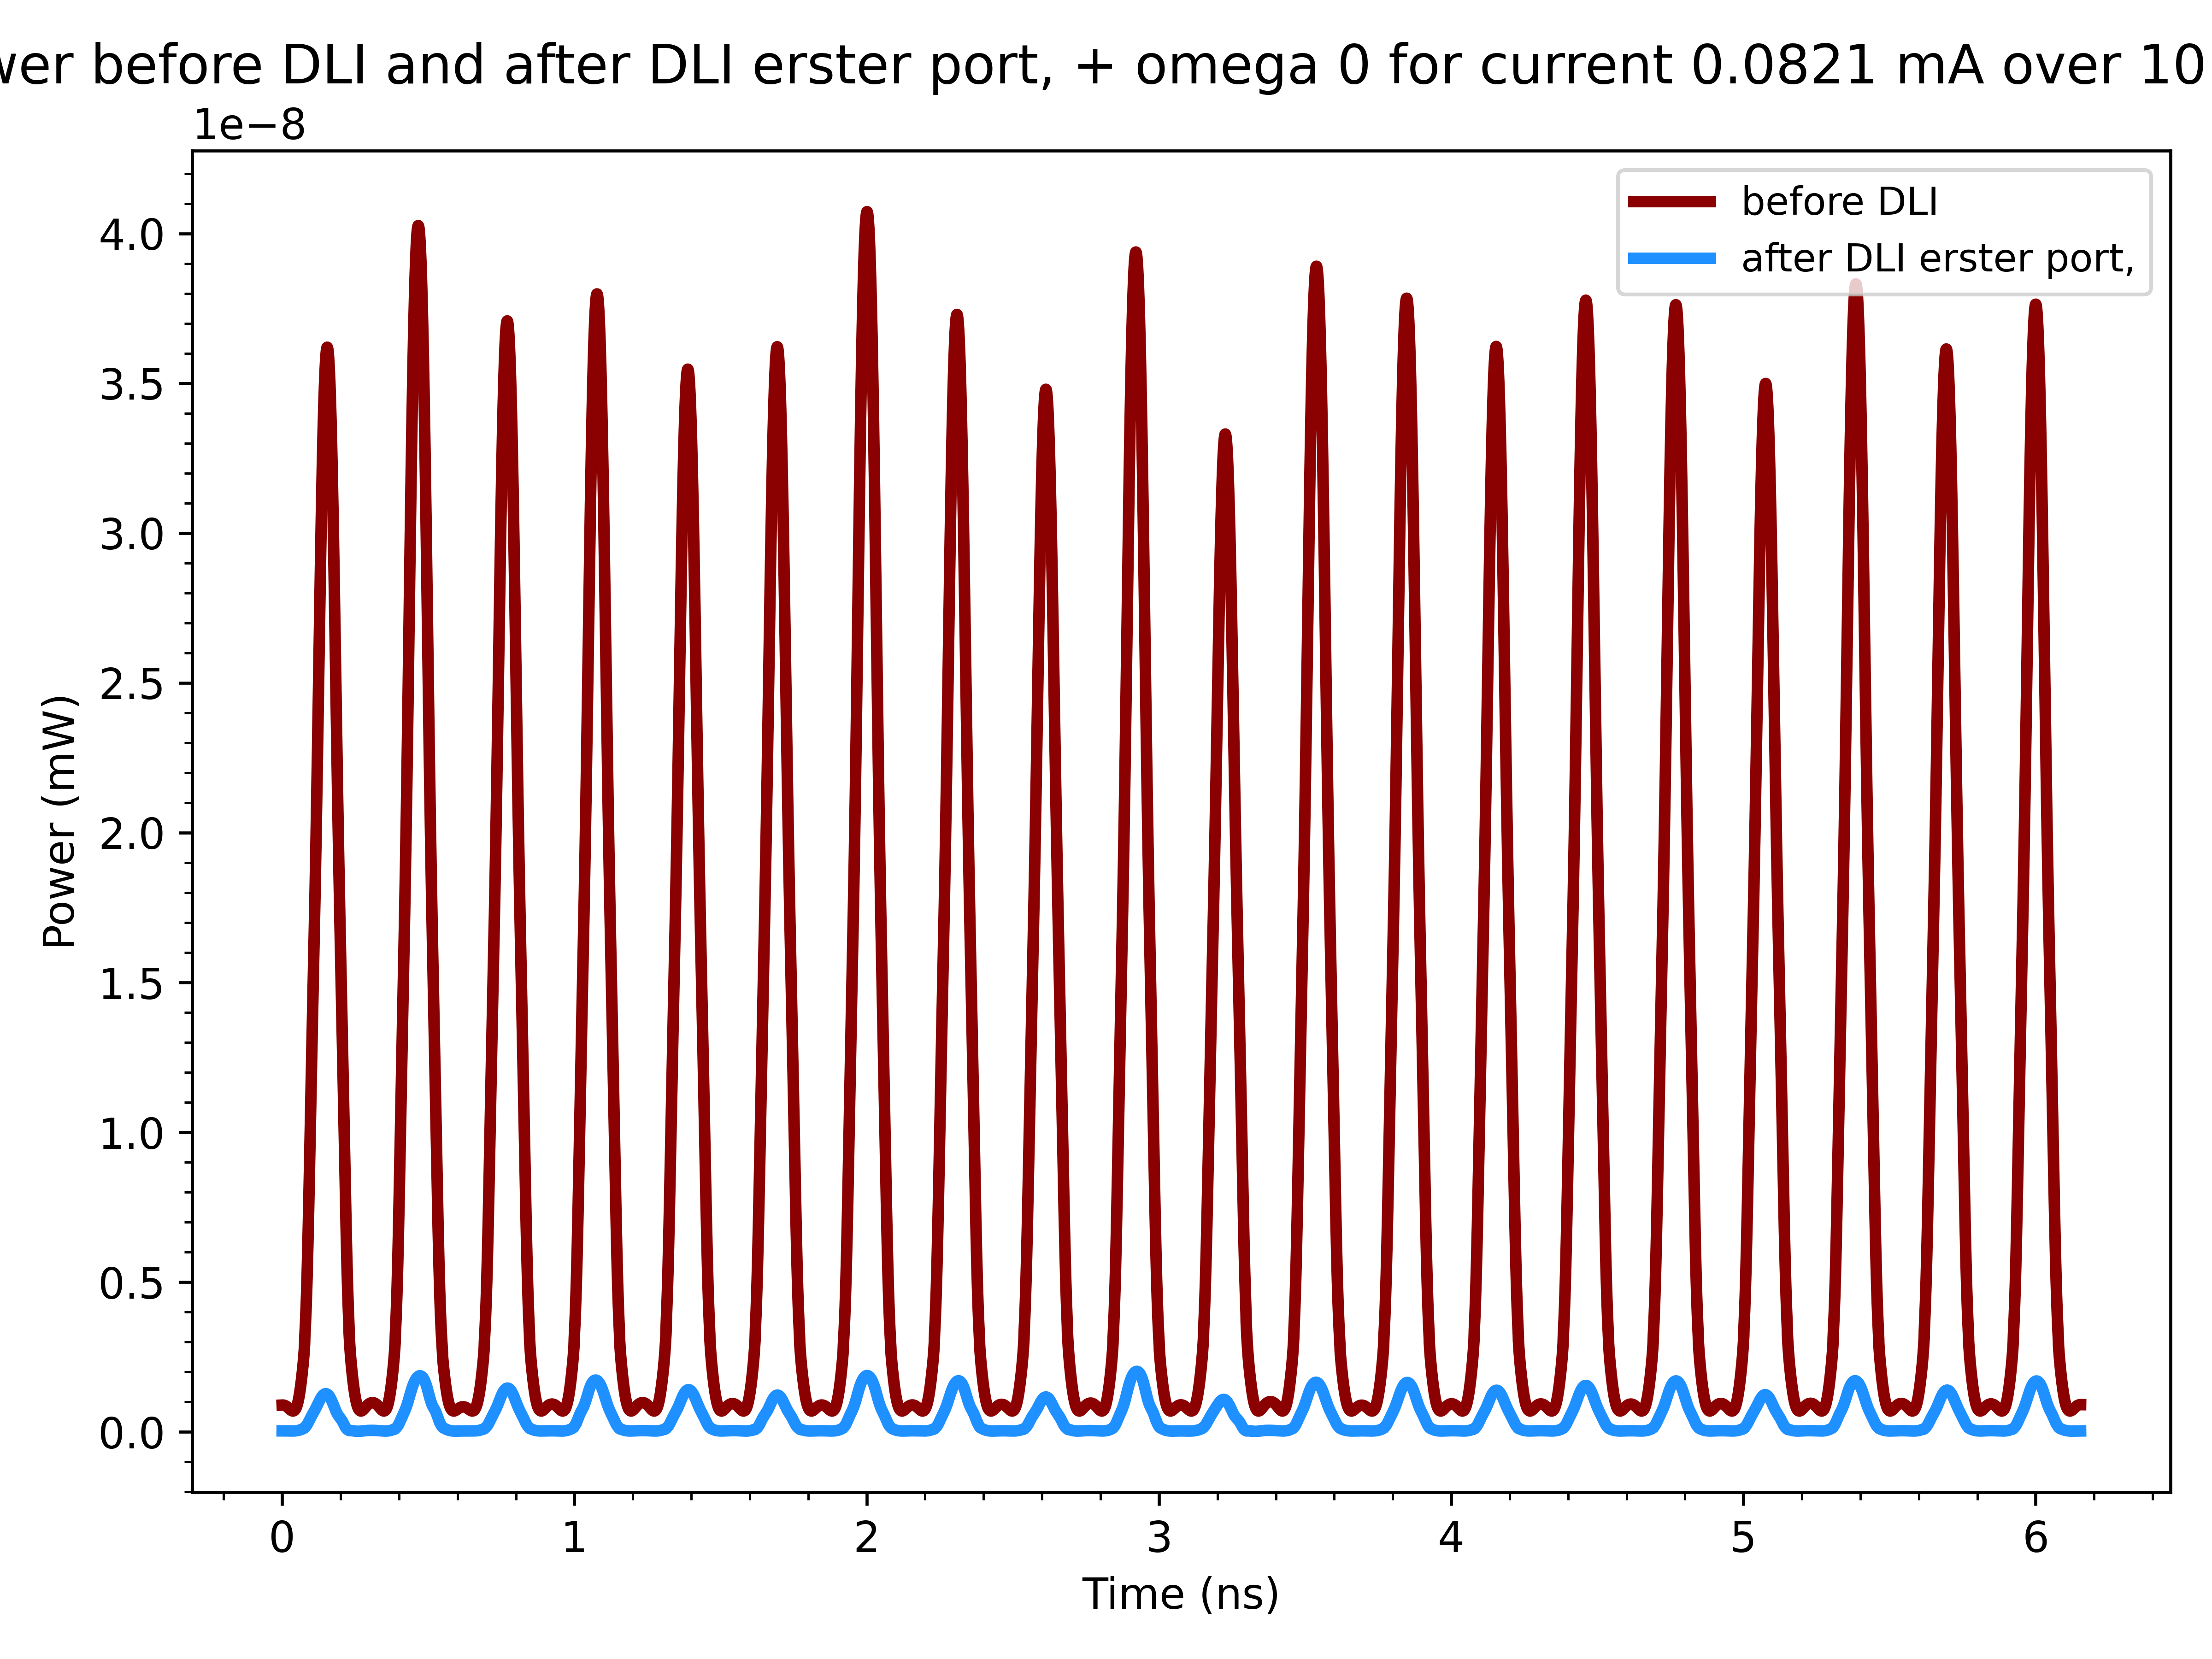 wer before DLI and after DLI erster port, + omega 0 for current 0.0821 mA over 10
1e−8
before DLI
after DLI erster port,
4.0
3.5
3.0
2.5
2.0
1.5
1.0
0.5
0.0
Power (mW)
0 1 2 3 4 5 6
Time (ns)